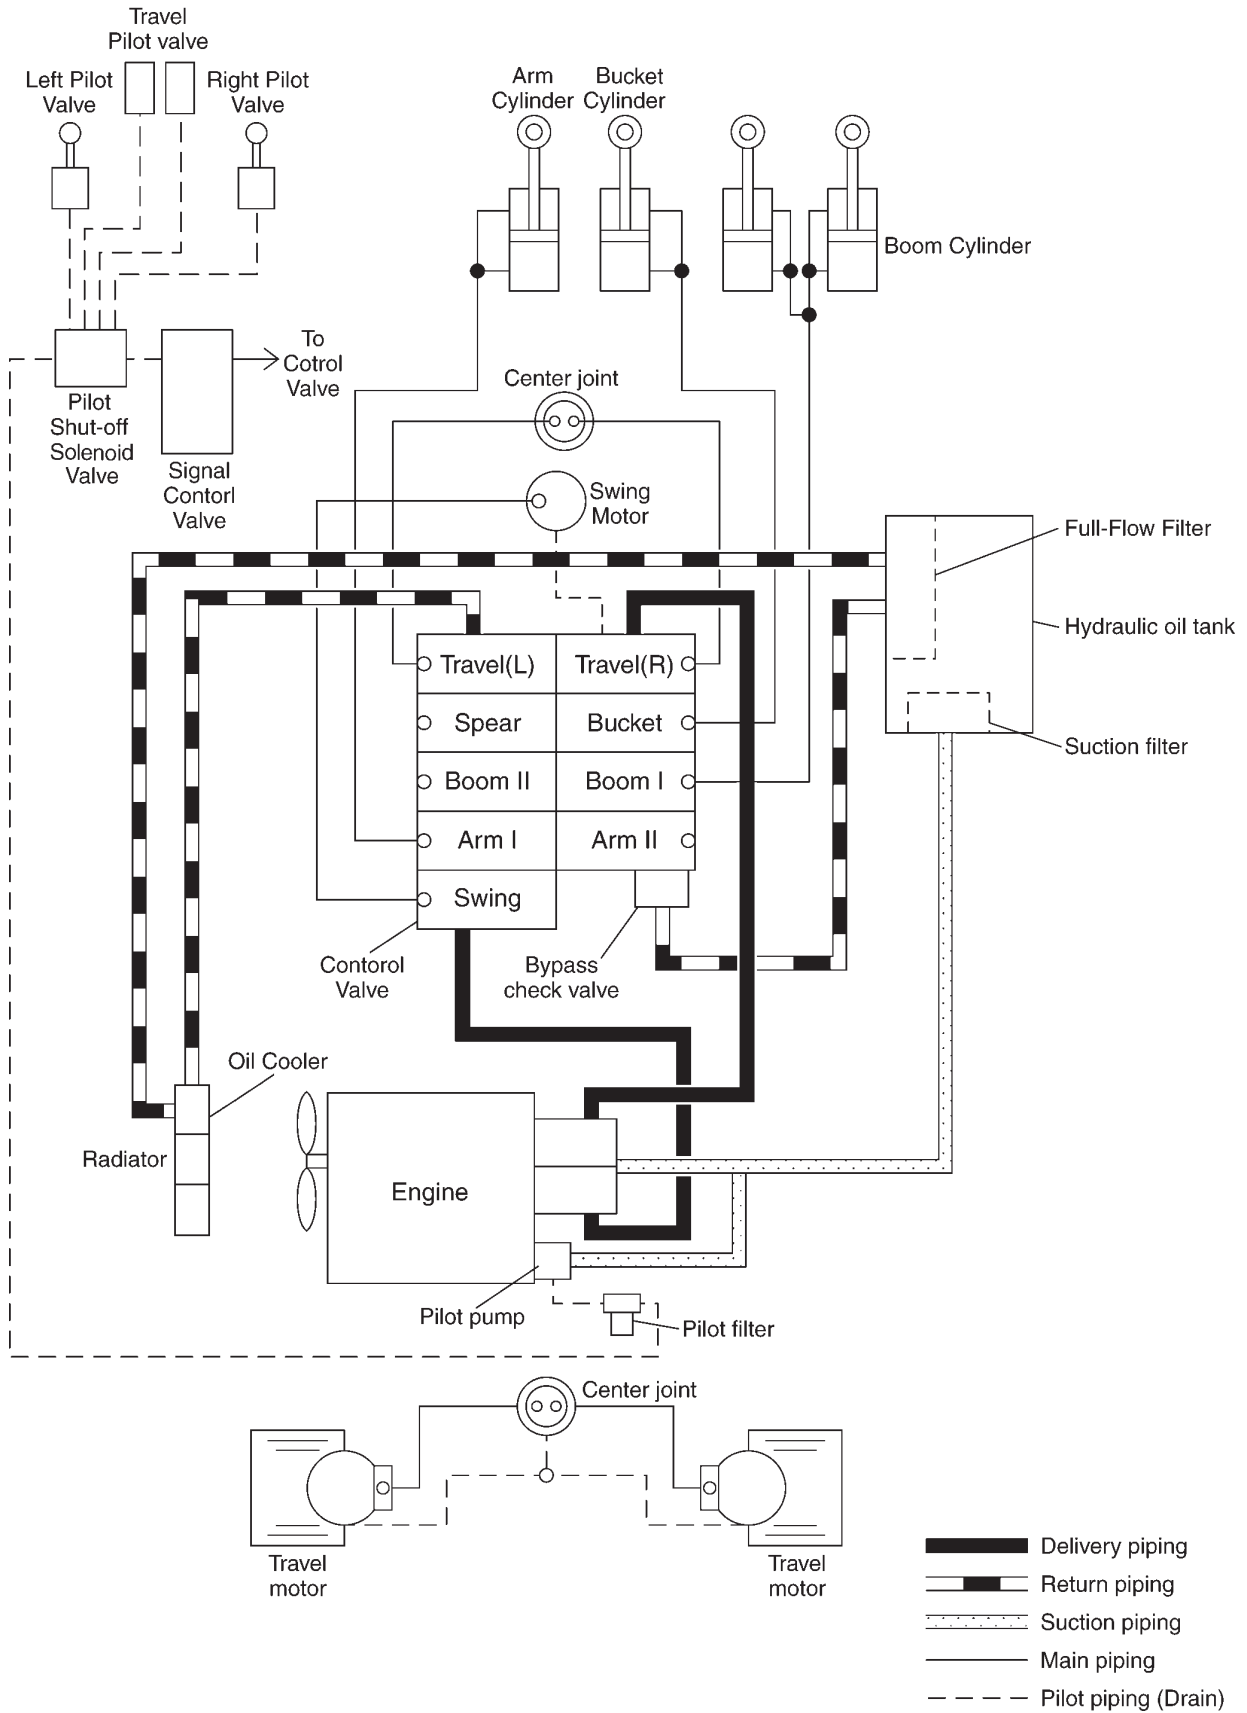 Travel
Pilot valve
Left Pilot
Valve
Right Pilot
Valve
Arm
Cylinder
Bucket
Cylinder
Boom Cylinder
To
Cotrol
Valve
Pilot
Shut-off
Solenoid
Valve
Signal
Contorl
Valve
Center joint
Swing
Motor
Full-Flow Filter
Hydraulic oil tank
Suction filter
Travel(L)
Travel(R)
Spear
Bucket
Boom II
Boom I
Arm I
Arm II
Swing
Contorol
Valve
Bypass
check valve
Oil Cooler
Radiator
Engine
Pilot pump
Pilot filter
Center joint
Travel
motor
Travel
motor
Delivery piping
Return piping
Suction piping
Main piping
Pilot piping (Drain)